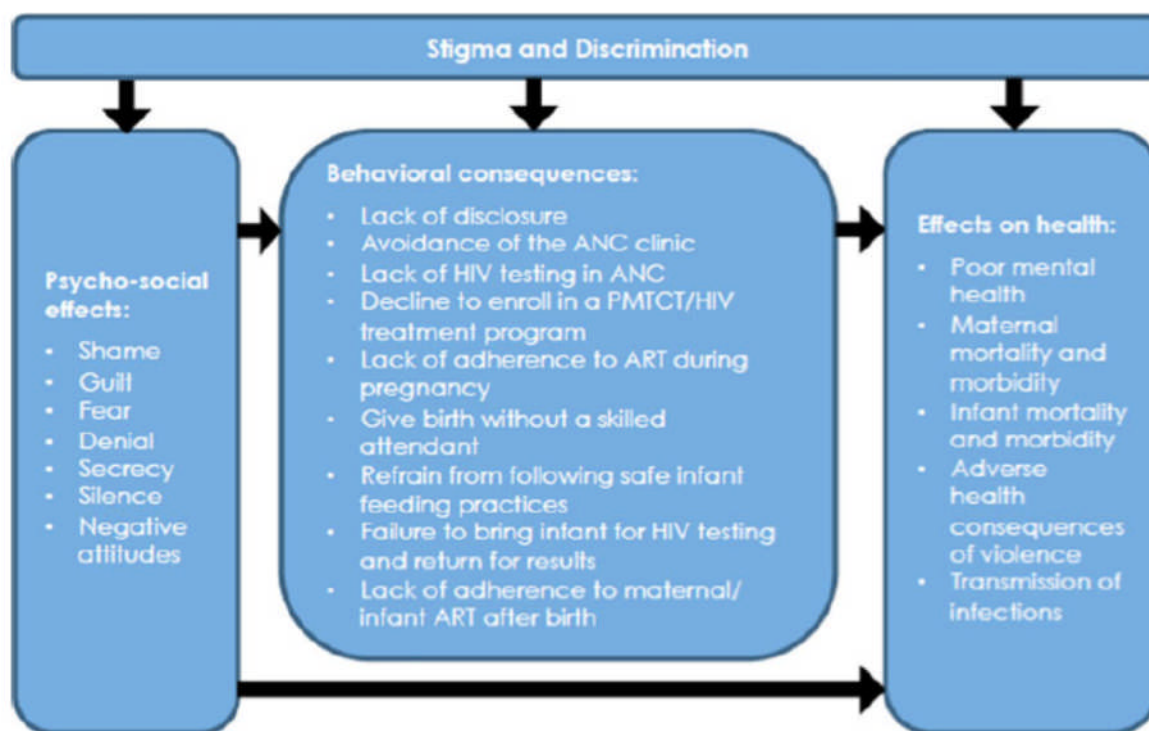 Stigma and Discrimination
Psycho-social
effects:
• Shame
• Guilt
• Fear
• Denial
• Secrecy
• Silence
• Negative
attitudes
Behavioral consequences:
• Lack of disclosure
• Avoidance of the ANC clinic
• Lack of HIV testing in ANC
• Decline to enroll in a PMTCT/HIV
treatment program
• Lack of adherence to ART during
pregnancy
• Give birth without a skilled
attendant
• Refrain from following safe infant
feeding practices
• Failure to bring infant for HIV testing
and return for results
• Lack of adherence to maternal/
infant ART after birth
Effects on health:
• Poor mental
health
• Maternal
mortality and
morbidity
• Infant mortality
and morbidity
• Adverse
health
consequences
of violence
• Transmission of
infections